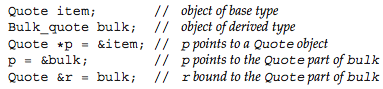 Quote item;        //  object of base type
Bulk_quote bulk;   //  object of derived type
Quote *p = &item;  //  p points to a Quote object
p = &bulk;         //  p points to the Quote part of bulk
Quote &r = bulk;   //  r bound to the Quote part of bulk